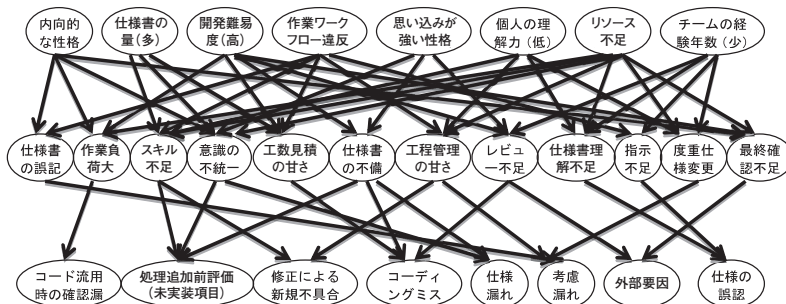 内向的
な性格
仕様書の
量(多)
開発難易
度(高)
作業ワーク
フロー違反
思い込みが
強い性格
個人の理
解力(低)
リソース
不足
チームの経
験年数(少)
仕様書
の誤記
作業負
荷大
スキル
不足
意識の
不統一
工数見積
の甘さ
仕様書
の不備
工程管理
の甘さ
レビュ
ー不足
仕様書理
解不足
指示
不足
度重仕
様変更
最終確
認不足
コード流用
時の確認漏
処理追加前評価
(未実装項目)
修正による
新規不具合
コーディ
ングミス
仕様
漏れ
考慮
漏れ
外部要因
仕様の
誤認